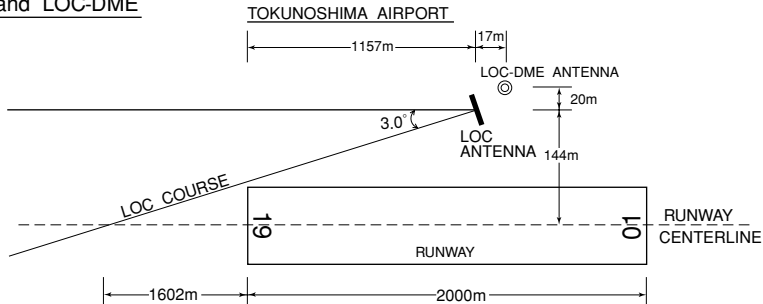 and LOC-DME
TOKUNOSHIMA AIRPORT
1157m
17m
LOC-DME ANTENNA
20m
3.0°
LOC
ANTENNA
144m
LOC COURSE
19
01
RUNWAY
CENTERLINE
RUNWAY
1602m
2000m